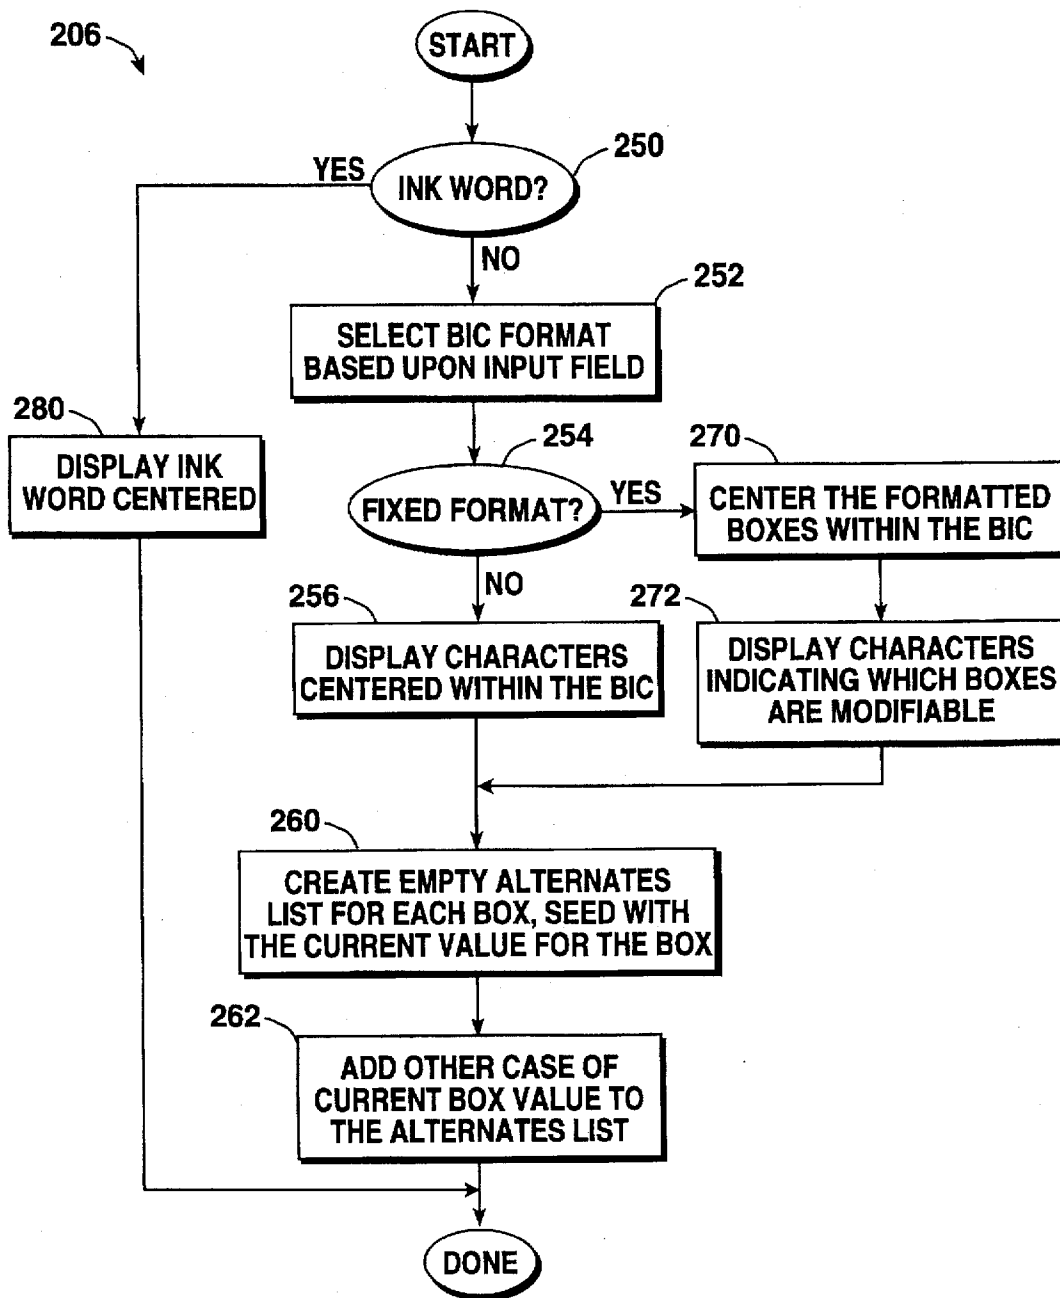 206
START
250
YES
INK WORD?
NO
252
SELECT BIC FORMAT
BASED UPON INPUT FIELD
280
DISPLAY INK
WORD CENTERED
254
FIXED FORMAT?
YES
270
CENTER THE FORMATTED
BOXES WITHIN THE BIC
NO
256
DISPLAY CHARACTERS
CENTERED WITHIN THE BIC
272
DISPLAY CHARACTERS
INDICATING WHICH BOXES
ARE MODIFIABLE
260
CREATE EMPTY ALTERNATES
LIST FOR EACH BOX, SEED WITH
THE CURRENT VALUE FOR THE BOX
262
ADD OTHER CASE OF
CURRENT BOX VALUE TO
THE ALTERNATES LIST
DONE